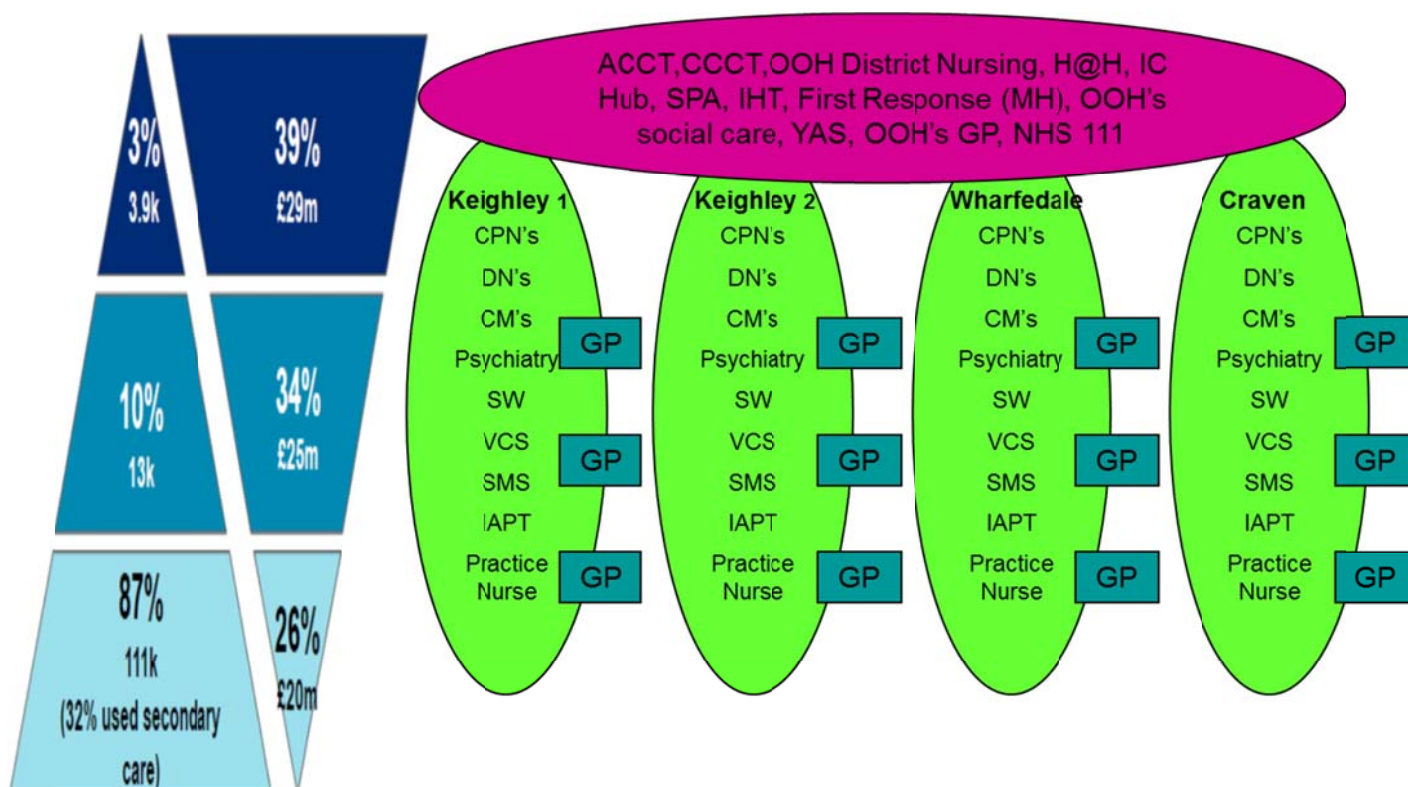 3%
3.9k
39%
£29m
10%
13k
34%
£25m
87%
111k
(32% used secondary
care)
26%
£20m
ACCT,CCCT,OOH District Nursing, H@H, IC
Hub, SPA, IHT, First Response (MH), OOH's
social care, YAS, OOH's GP, NHS 111
Keighley 1
CPN's
DN's
CM's
Psychiatry
SW
VCS
SMS
IAPT
Practice
Nurse
GP
GP
GP
Keighley 2
CPN's
DN's
CM's
Psychiatry
SW
VCS
SMS
IAPT
Practice
Nurse
GP
GP
GP
Wharfedale
CPN's
DN's
CM's
Psychiatry
SW
VCS
SMS
IAPT
Practice
Nurse
GP
GP
GP
Craven
CPN's
DN's
CM's
Psychiatry
SW
VCS
SMS
IAPT
Practice
Nurse
GP
GP
GP